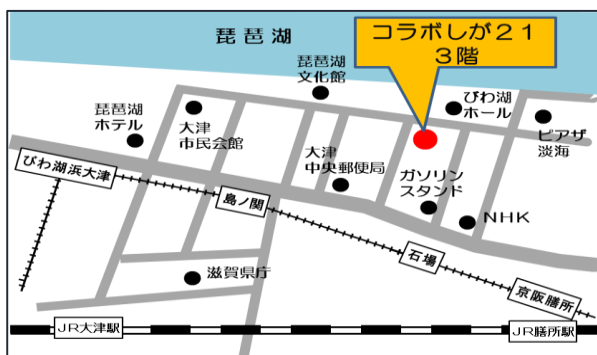 琵琶湖
コラボしが21
3階
琵琶湖
文化館
びわ湖
ホール
ピアザ
淡海
琵琶湖
ホテル
大津
市民会館
大津
中央郵便局
ガソリン
スタンド
NHK
びわ湖浜大津
島ノ関
石場
京阪膳所
滋賀県庁
JR大津駅
JR膳所駅